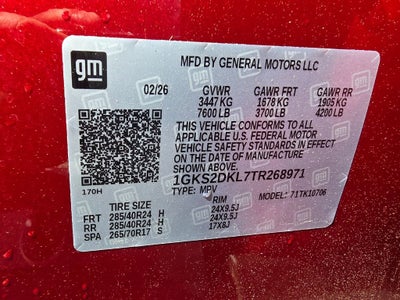 gm
MFD BY GENERAL MOTORS LLC
02/26 GVWR GAWR FRT GAWR RR
3447 KG 1678 KG 1905 KG
7600 LB 3700 LB 4200 LB
THIS VEHICLE CONFORMS TO ALL
APPLICABLE U.S. FEDERAL MOTOR
VEHICLE SAFETY STANDARDS IN EFFECT ON
THE DATE OF MANUFACTURE
1GKS2DKL7TR268971
170H TYPE: MPV MODEL: 71TK10706
TIRE SIZE RIM
FRT 285/40R24 H 24X9.5J
RR 285/40R24 H 24X9.5J
SPA 265/70R17 S 17X8J